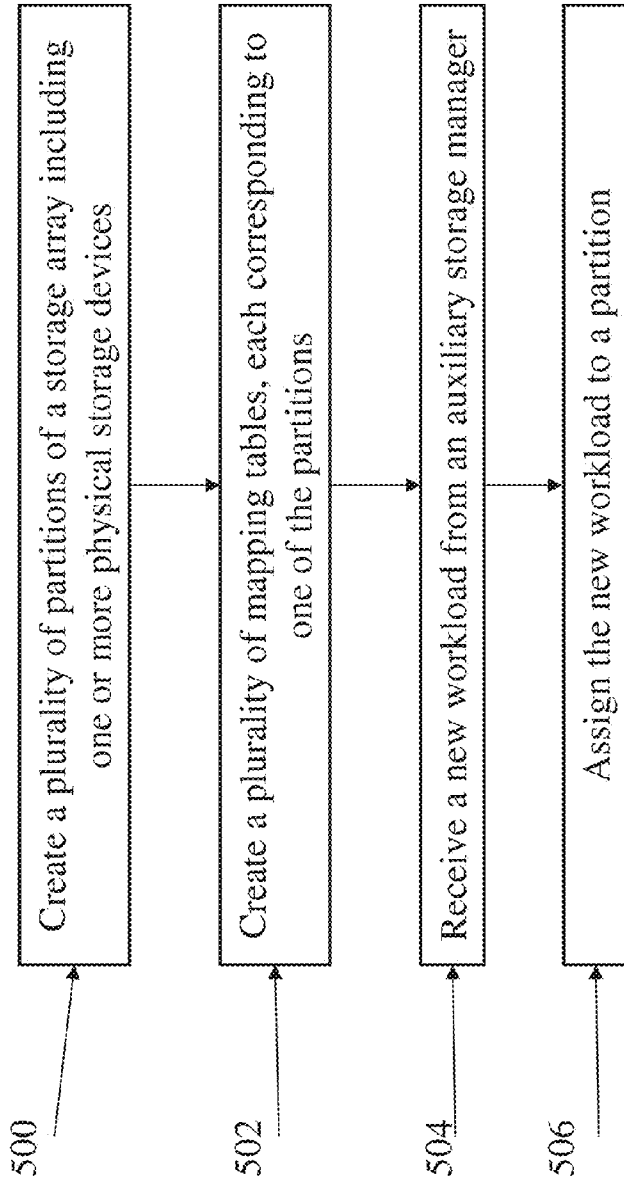 500
Create a plurality of partitions of a storage array including
one or more physical storage devices
502
Create a plurality of mapping tables, each corresponding to
one of the partitions
504
Receive a new workload from an auxiliary storage manager
506
Assign the new workload to a partition